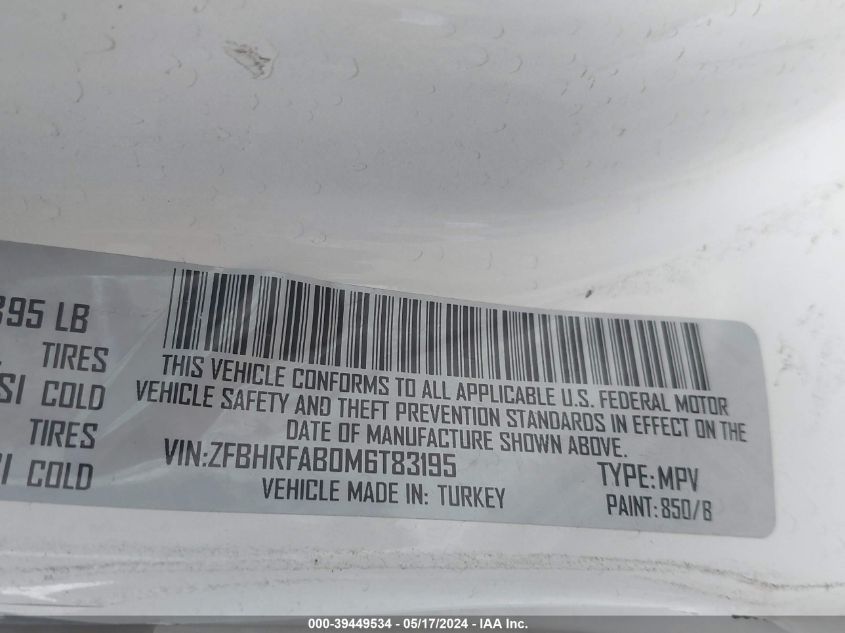 395 LB
TIRES
SI COLD
TIRES
I COLD
THIS VEHICLE CONFORMS TO ALL APPLICABLE U.S. FEDERAL MOTOR
VEHICLE SAFETY AND THEFT PREVENTION STANDARDS IN EFFECT ON THE
DATE OF MANUFACTURE SHOWN ABOVE.
VIN:ZFBHRFAB0M6T83195
TYPE:MPV
VEHICLE MADE IN: TURKEY
PAINT: 850/B
000-39449534 - 05/17/2024 - IAA Inc.